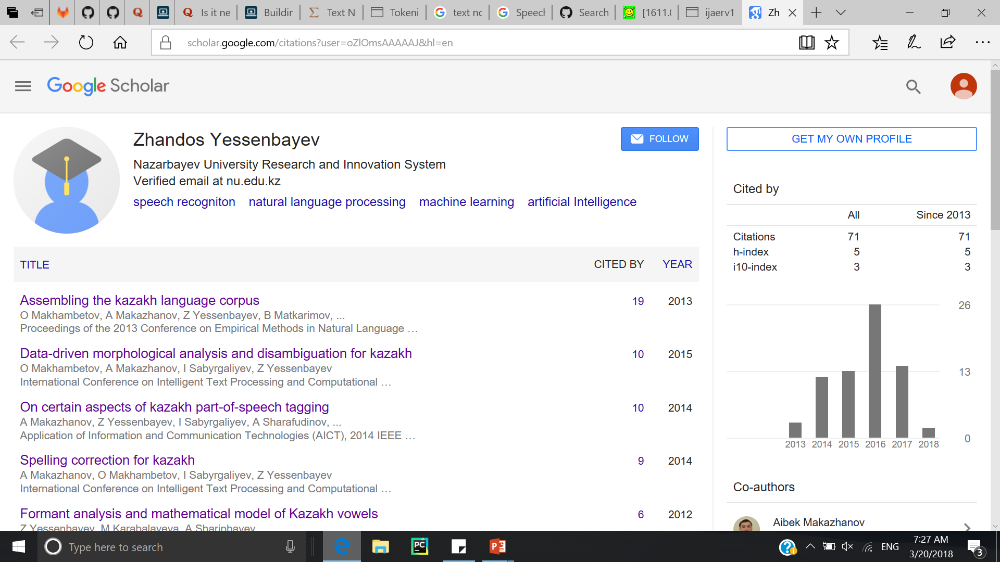 Is it ne
Buildir
Text N
Tokeni
text nc
Speech
Search
[1611.0
ijaerv1
Zh
scholar.google.com/citations?user=oZlOmsAAAAAJ&hl=en
Google Scholar
Zhandos Yessenbayev
FOLLOW
Nazarbayev University Research and Innovation System
Verified email at nu.edu.kz
speech recogniton natural language processing machine learning artificial Intelligence
TITLE CITED BY YEAR
Assembling the kazakh language corpus 19 2013
O Makhambetov, A Makazhanov, Z Yessenbayev, B Matkarimov, ...
Proceedings of the 2013 Conference on Empirical Methods in Natural Language …
Data-driven morphological analysis and disambiguation for kazakh 10 2015
O Makhambetov, A Makazhanov, I Sabyrgaliyev, Z Yessenbayev
International Conference on Intelligent Text Processing and Computational …
On certain aspects of kazakh part-of-speech tagging 10 2014
A Makazhanov, Z Yessenbayev, I Sabyrgaliyev, A Sharafudinov, ...
Application of Information and Communication Technologies (AICT), 2014 IEEE …
Spelling correction for kazakh 9 2014
A Makazhanov, O Makhambetov, I Sabyrgaliyev, Z Yessenbayev
International Conference on Intelligent Text Processing and Computational …
Formant analysis and mathematical model of Kazakh vowels 6 2012
Z Yessenbayev, M Karabalayeva, A Sharipbayev
GET MY OWN PROFILE
Cited by
All Since 2013
Citations 71 71
h-index 5 5
i10-index 3 3
26
13
0
2013 2014 2015 2016 2017 2018
Co-authors
Aibek Makazhanov
Type here to search
PC
ENG
7:27 AM
3/20/2018
3